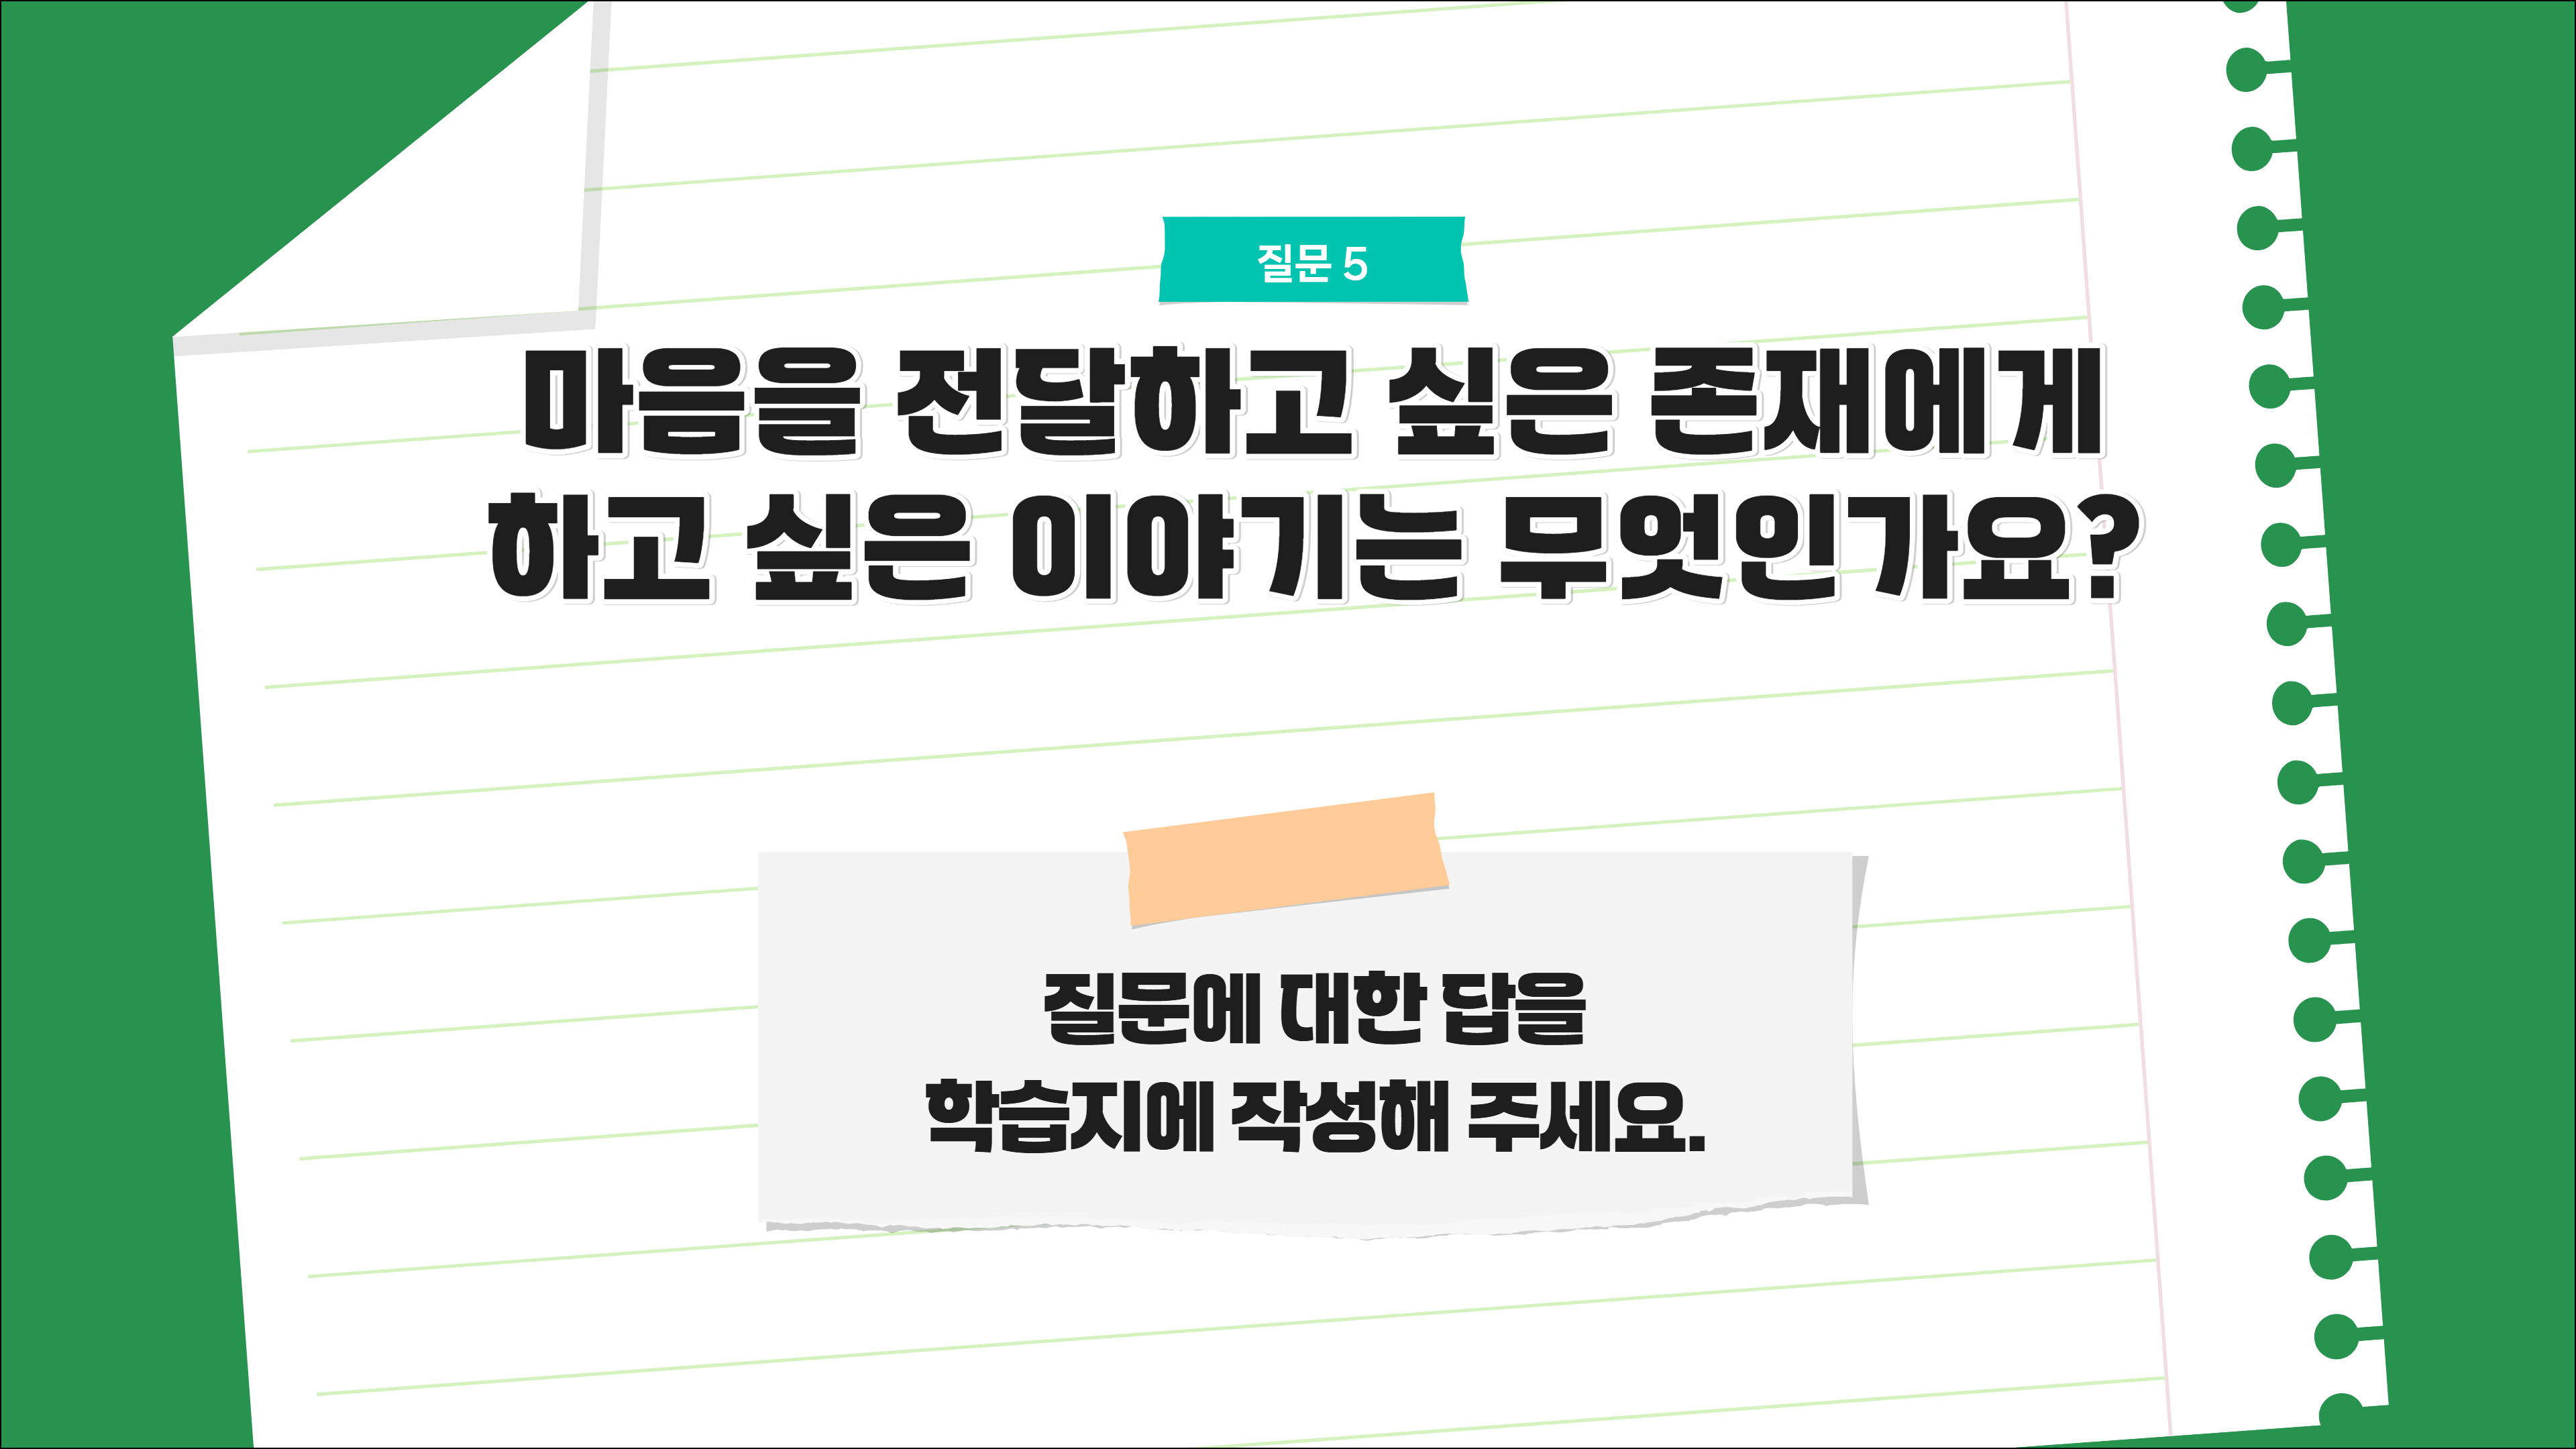 질문 5
마음을 전달하고 싶은 존재에게
하고 싶은 이야기는 무엇인가요?
질문에 대한 답을
학습지에 작성해 주세요.